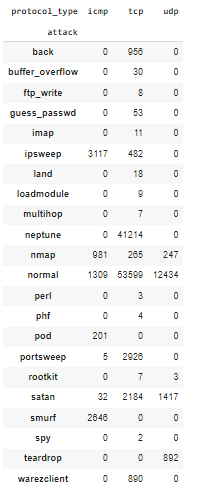 protocol_type icmp tcp udp
attack
back 0 956 0
buffer_overflow 0 30 0
ftp_write 0 8 0
guess_passwd 0 53 0
imap 0 11 0
ipsweep 3117 482 0
land 0 18 0
loadmodule 0 9 0
multihop 0 7 0
neptune 0 41214 0
nmap 981 265 247
normal 1309 53599 12434
perl 0 3 0
phf 0 4 0
pod 201 0 0
portsweep 5 2926 0
rootkit 0 7 3
satan 32 2184 1417
smurf 2646 0 0
spy 0 2 0
teardrop 0 0 892
warezclient 0 890 0